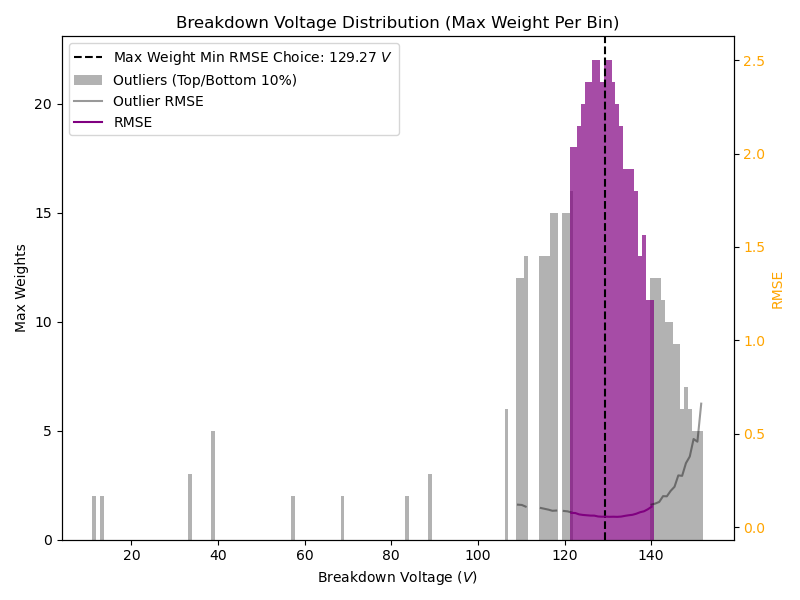 Breakdown Voltage Distribution (Max Weight Per Bin)
Max Weight Min RMSE Choice: 129.27 V
Outliers (Top/Bottom 10%)
Outlier RMSE
RMSE
Max Weights
0
5
10
15
20
RMSE
0.0
0.5
1.0
1.5
2.0
2.5
20
40
60
80
100
120
140
Breakdown Voltage (V)